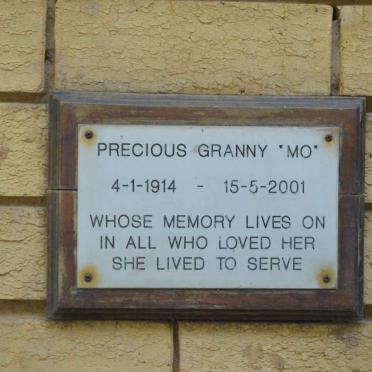 PRECIOUS GRANNY "MO"
4-1-1914 - 15-5-2001
WHOSE MEMORY LIVES ON
IN ALL WHO LOVED HER
SHE LIVED TO SERVE